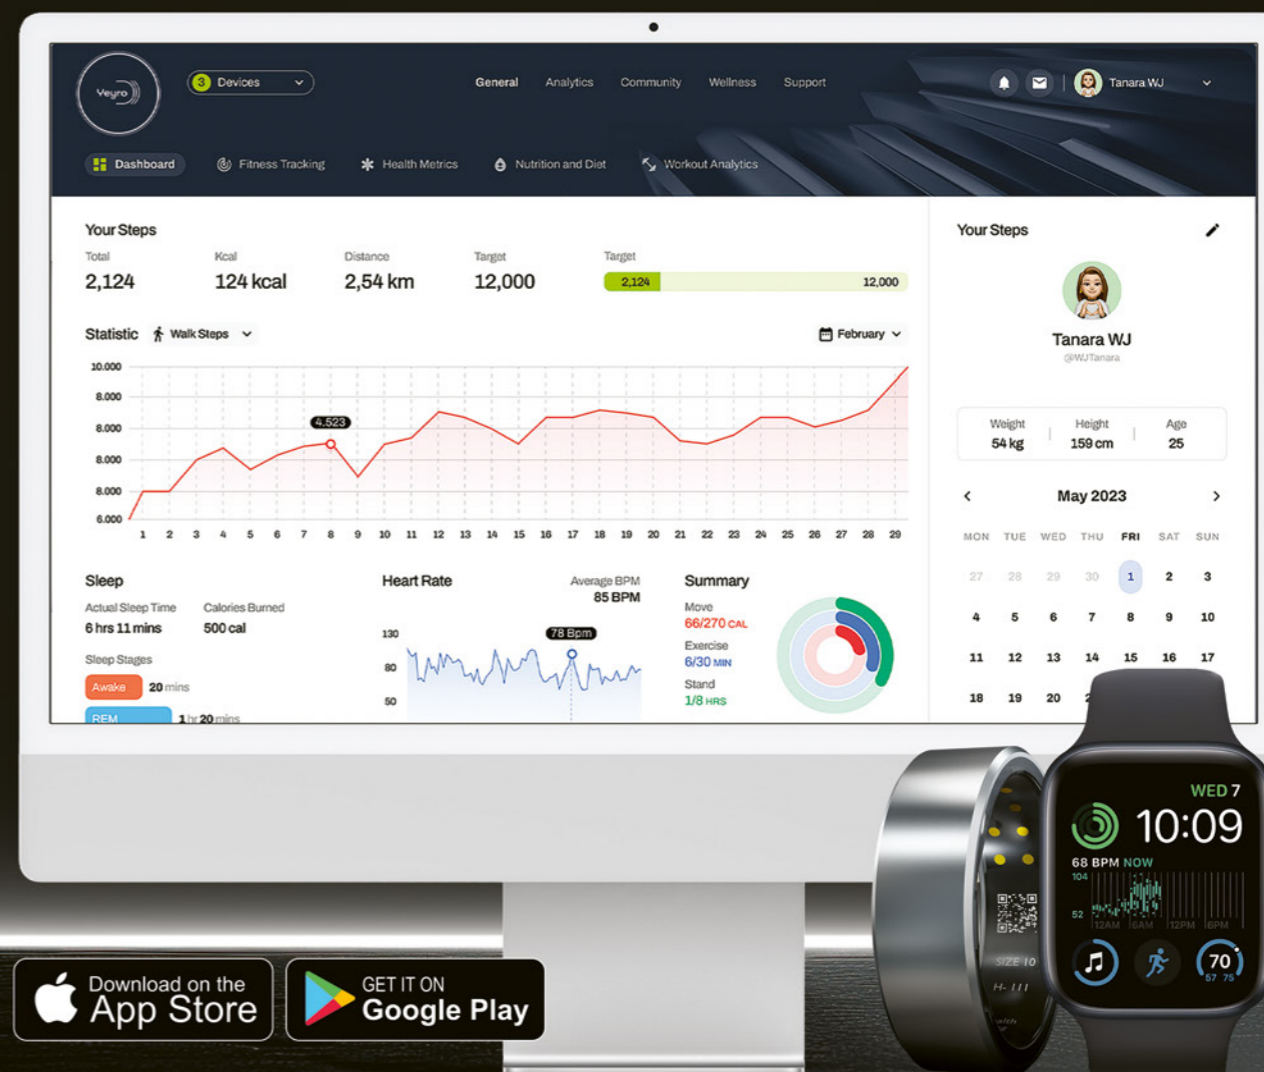 Veyro
3 Devices
General Analytics Community Wellness Support
Tanara WJ
Dashboard Fitness Tracking Health Metrics Nutrition and Diet Workout Analytics
Your Steps
Total Kcal Distance Target Target
2,124 124 kcal 2,54 km 12,000 2,124 12,000
Statistic Walk Steps February
10.000
8.000
4.523
8.000
8.000
8.000
6.000
1 2 3 4 5 6 7 8 9 10 11 12 13 14 15 16 17 18 19 20 21 22 23 24 25 26 27 28 29
Sleep
Actual Sleep Time Calories Burned
6 hrs 11 mins 500 cal
Sleep Stages
Awake 20 mins
REM 1 hr 20 mins
Heart Rate
Average BPM
85 BPM
130
78 Bpm
80
50
Summary
Move
66/270 CAL
Exercise
6/30 MIN
Stand
1/8 HRS
Your Steps
Tanara WJ
@WJTanara
Weight Height Age
54 kg 159 cm 25
May 2023
MON TUE WED THU FRI SAT SUN
27 28 29 30 1 2 3
4 5 6 7 8 9 10
11 12 13 14 15 16 17
18 19 20
SIZE 10
H- 111
WED 7
10:09
68 BPM NOW
104
52
12AM 6AM 12PM 6PM
70
57 75
Download on the
App Store
GET IT ON
Google Play